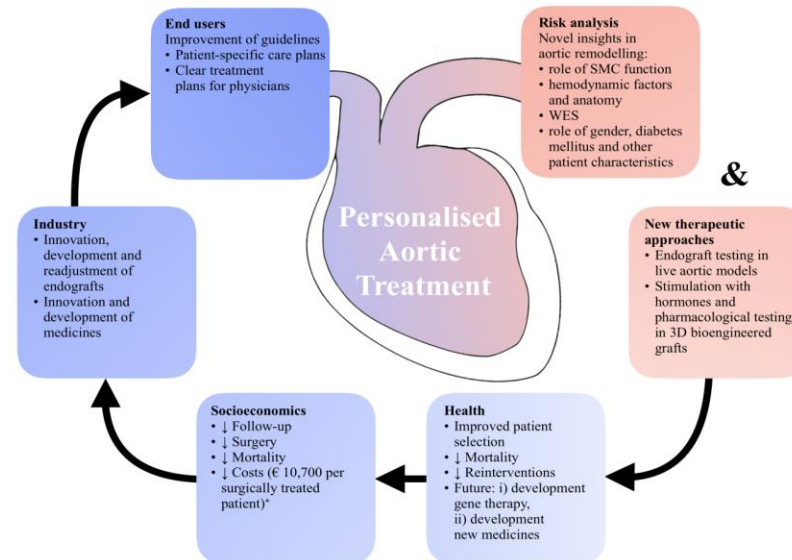 End users
Improvement of guidelines
• Patient-specific care plans
• Clear treatment
plans for physicians
Risk analysis
Novel insights in
aortic remodelling:
• role of SMC function
• hemodynamic factors
and anatomy
• WES
• role of gender, diabetes
mellitus and other
patient characteristics
&
Industry
• Innovation,
development and
readjustment of
endografts
• Innovation and
development of
medicines
Personalised
Aortic
Treatment
New therapeutic
approaches
• Endograft testing in
live aortic models
• Stimulation with
hormones and
pharmacological testing
in 3D bioengineered
grafts
Socioeconomics
• ↓ Follow-up
• ↓ Surgery
• ↓ Mortality
• ↓ Costs (€ 10,700 per
surgically treated
patient)*
Health
• Improved patient
selection
• ↓ Mortality
• ↓ Reinterventions
• Future: i) development
gene therapy,
ii) development
new medicines